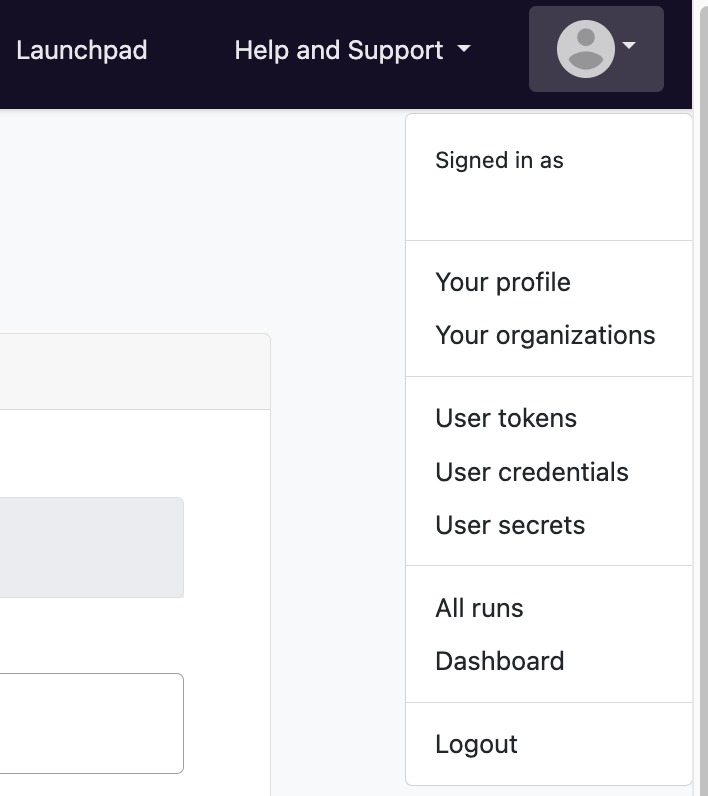 Launchpad
Help and Support
Signed in as
Your profile
Your organizations
User tokens
User credentials
User secrets
All runs
Dashboard
Logout